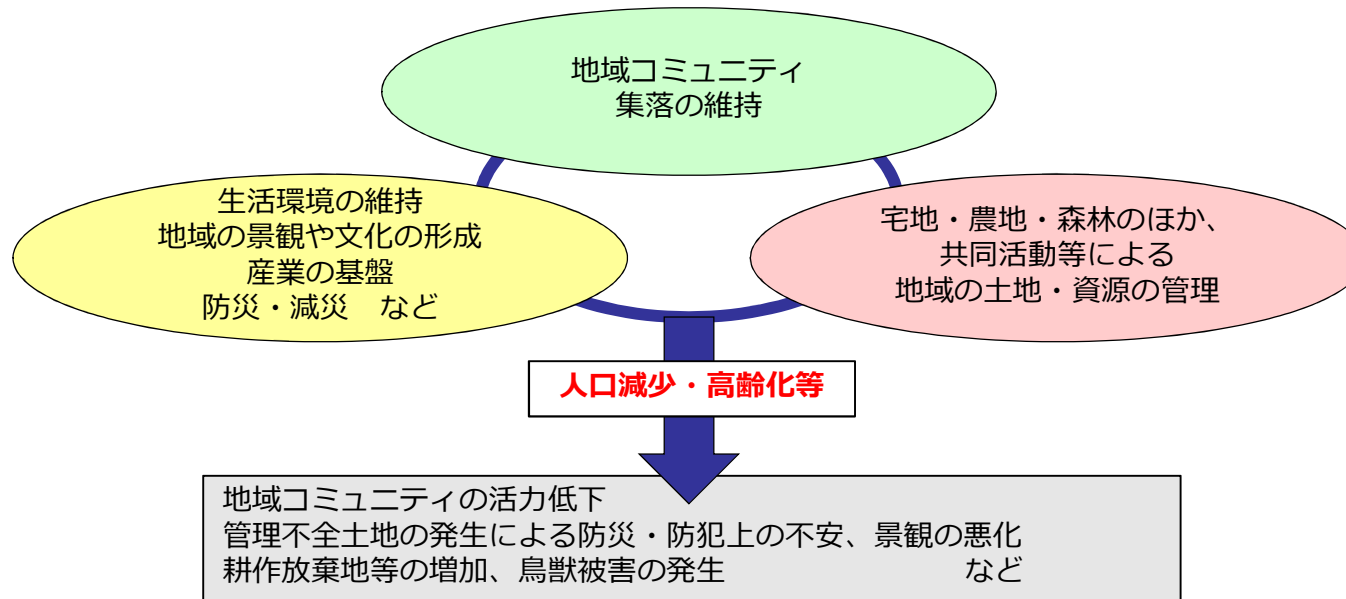 地域コミュニティ
集落の維持
生活環境の維持
地域の景観や文化の形成
産業の基盤
防災・減災　など
宅地・農地・森林のほか、
共同活動等による
地域の土地・資源の管理
人口減少・高齢化等
地域コミュニティの活力低下
管理不全土地の発生による防災・防犯上の不安、景観の悪化
耕作放棄地等の増加、鳥獣被害の発生　　　　　　　　など